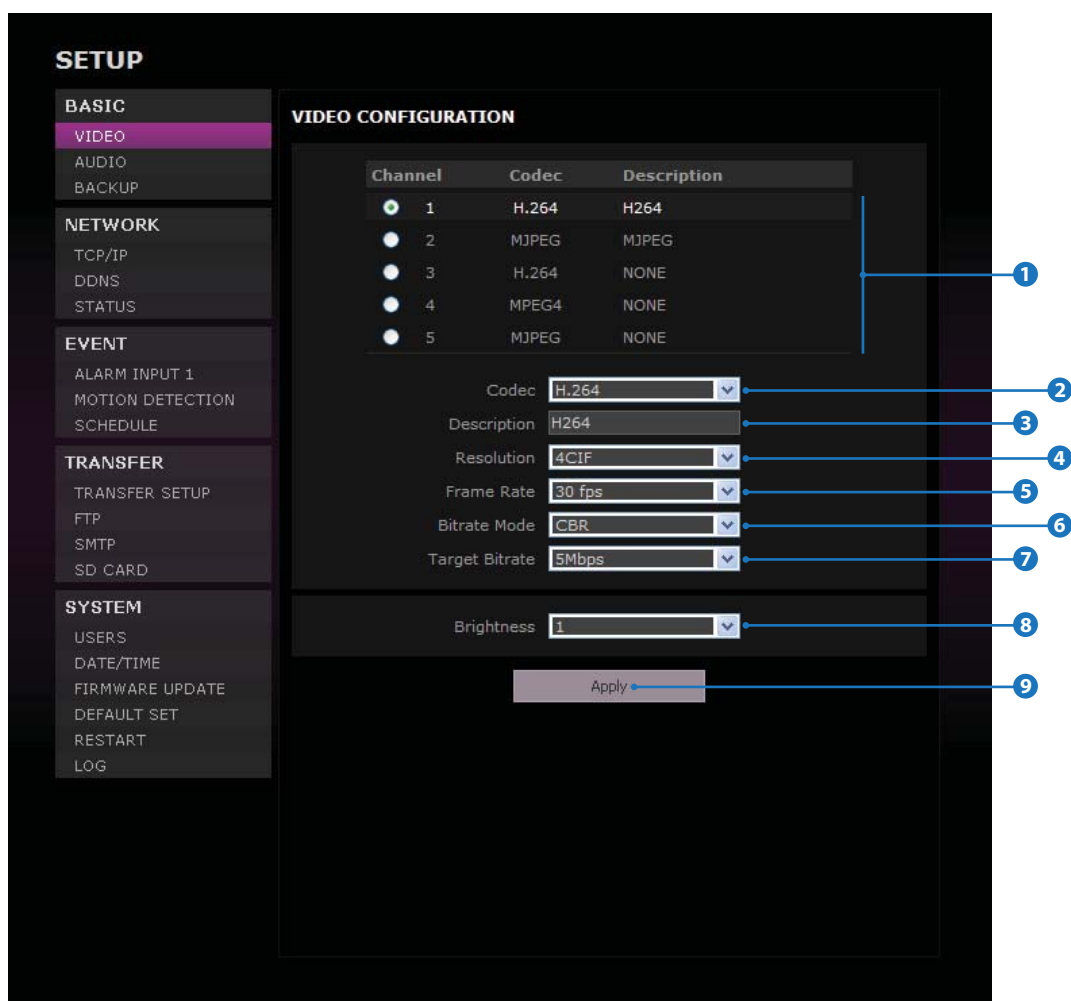 SETUP
BASIC
VIDEO
AUDIO
BACKUP
NETWORK
TCP/IP
DDNS
STATUS
EVENT
ALARM INPUT 1
MOTION DETECTION
SCHEDULE
TRANSFER
TRANSFER SETUP
FTP
SMTP
SD CARD
SYSTEM
USERS
DATE/TIME
FIRMWARE UPDATE
DEFAULT SET
RESTART
LOG
VIDEO CONFIGURATION
Channel Codec Description
1 H.264 H264
2 MJPEG MJPEG
3 H.264 NONE
4 MPEG4 NONE
5 MJPEG NONE
1
Codec H.264 2
Description H264 3
Resolution 4CIF 4
Frame Rate 30 fps 5
Bitrate Mode CBR 6
Target Bitrate 5Mbps 7
Brightness 1 8
Apply 9